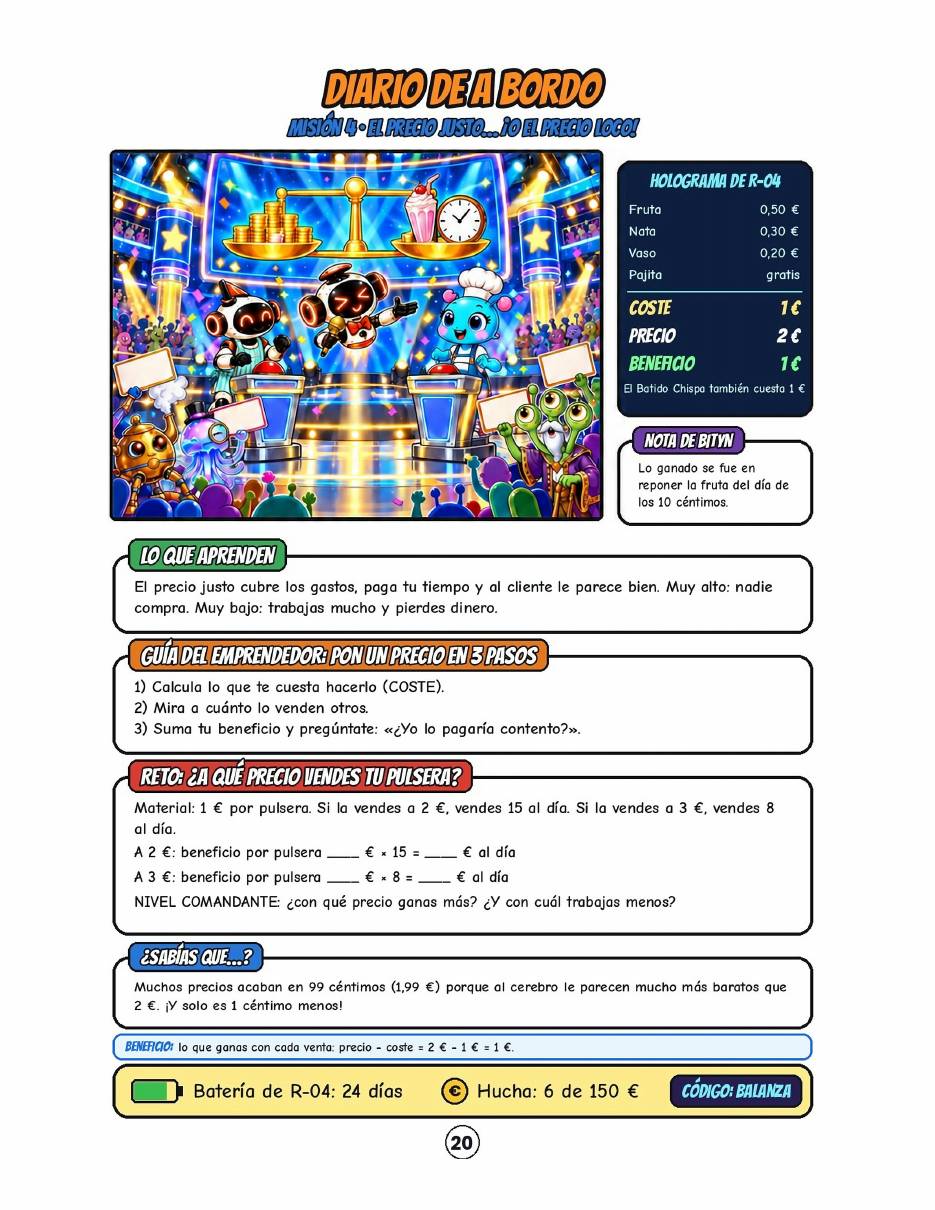 DIARIO DE A BORDO
MISIÓN 4 · EL PRECIO JUSTO... ¡O EL PRECIO LOCO!
HOLOGRAMA DE R-04
Fruta 0,50 €
Nata 0,30 €
Vaso 0,20 €
Pajita gratis
COSTE 1 €
PRECIO 2 €
BENEFICIO 1 €
El Batido Chispa también cuesta 1 €
NOTA DE BITYN
Lo ganado se fue en
reponer la fruta del día de
los 10 céntimos.
LO QUE APRENDEN
El precio justo cubre los gastos, paga tu tiempo y al cliente le parece bien. Muy alto: nadie
compra. Muy bajo: trabajas mucho y pierdes dinero.
GUÍA DEL EMPRENDEDOR: PON UN PRECIO EN 3 PASOS
1) Calcula lo que te cuesta hacerlo (COSTE).
2) Mira a cuánto lo venden otros.
3) Suma tu beneficio y pregúntate: «¿Yo lo pagaría contento?».
RETO: ¿A QUÉ PRECIO VENDES TU PULSERA?
Material: 1 € por pulsera. Si la vendes a 2 €, vendes 15 al día. Si la vendes a 3 €, vendes 8
al día.
A 2 €: beneficio por pulsera ____ € × 15 = ____ € al día
A 3 €: beneficio por pulsera ____ € × 8 = ____ € al día
NIVEL COMANDANTE: ¿con qué precio ganas más? ¿Y con cuál trabajas menos?
¿SABÍAS QUE...?
Muchos precios acaban en 99 céntimos (1,99 €) porque al cerebro le parecen mucho más baratos que
2 €. ¡Y solo es 1 céntimo menos!
BENEFICIO: lo que ganas con cada venta: precio - coste = 2 € - 1 € = 1 €.
Batería de R-04: 24 días
€ Hucha: 6 de 150 €
CÓDIGO: BALANZA
20